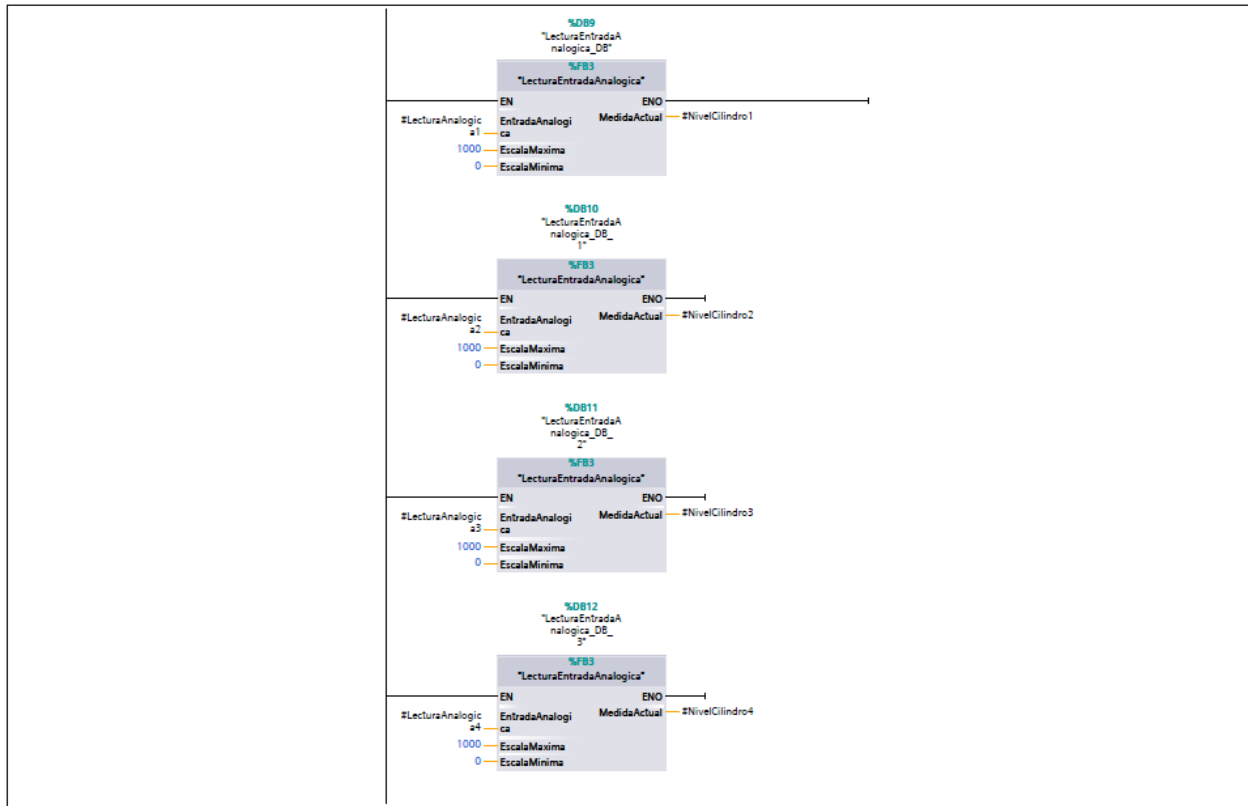 %DB9
"LecturaEntradaA
nalogica_DB"
%FB3
"LecturaEntradaAnalogica"
EN
ENO
#LecturaAnalogic
a1
EntradaAnalogi
ca
MedidaActual
#NivelCilindro1
1000
EscalaMaxima
0
EscalaMinima
%DB10
"LecturaEntradaA
nalogica_DB_
1"
%FB3
"LecturaEntradaAnalogica"
EN
ENO
#LecturaAnalogic
a2
EntradaAnalogi
ca
MedidaActual
#NivelCilindro2
1000
EscalaMaxima
0
EscalaMinima
%DB11
"LecturaEntradaA
nalogica_DB_
2"
%FB3
"LecturaEntradaAnalogica"
EN
ENO
#LecturaAnalogic
a3
EntradaAnalogi
ca
MedidaActual
#NivelCilindro3
1000
EscalaMaxima
0
EscalaMinima
%DB12
"LecturaEntradaA
nalogica_DB_
3"
%FB3
"LecturaEntradaAnalogica"
EN
ENO
#LecturaAnalogic
a4
EntradaAnalogi
ca
MedidaActual
#NivelCilindro4
1000
EscalaMaxima
0
EscalaMinima